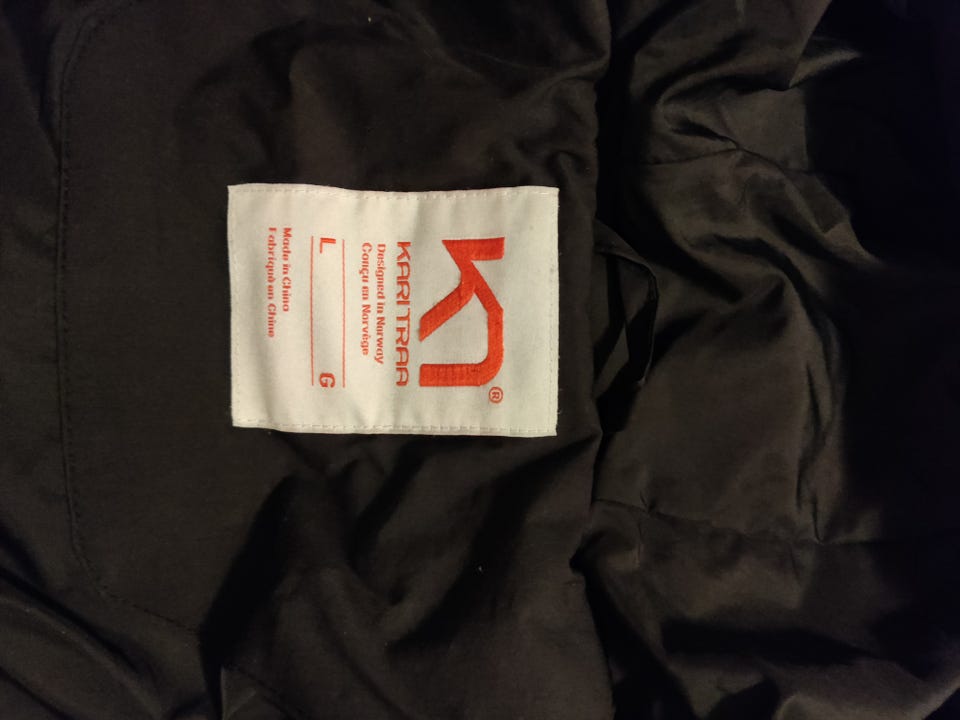 ®
KARI TRAA
Designed in Norway
Conçu en Norvège
L G
Made in China
Fabriqué en Chine